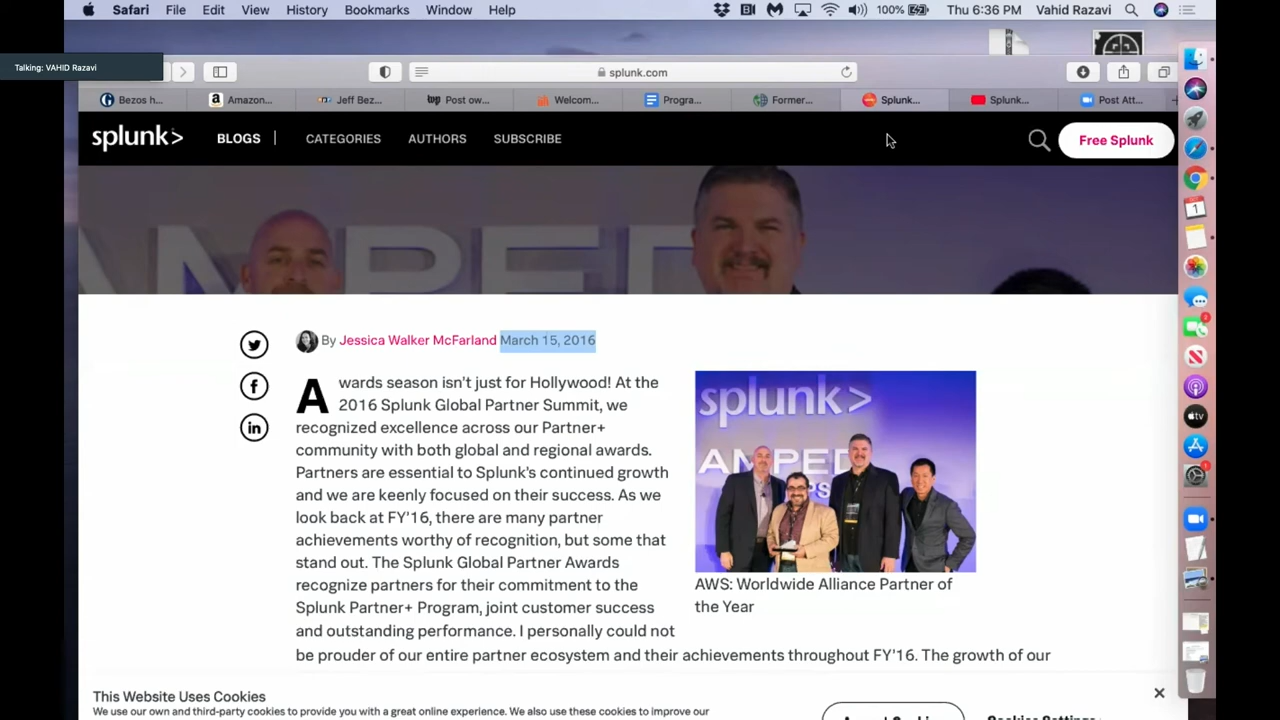 Safari File Edit View History Bookmarks Window Help 100% Thu 6:36 PM Vahid Razavi
Talking: VAHID Razavi
splunk.com
Bezos h... Amazon... Jeff Bez... Post ow... Welcom... Progra... Former... Splunk... Splunk... Post Att...
splunk> BLOGS | CATEGORIES AUTHORS SUBSCRIBE Free Splunk
AMPED
By Jessica Walker McFarland March 15, 2016
Awards season isn't just for Hollywood! At the
2016 Splunk Global Partner Summit, we
recognized excellence across our Partner+
community with both global and regional awards.
Partners are essential to Splunk's continued growth
and we are keenly focused on their success. As we
look back at FY'16, there are many partner
achievements worthy of recognition, but some that
stand out. The Splunk Global Partner Awards
recognize partners for their commitment to the
Splunk Partner+ Program, joint customer success
and outstanding performance. I personally could not
be prouder of our entire partner ecosystem and their achievements throughout FY'16. The growth of our
splunk>
AMPED
AWS: Worldwide Alliance Partner of
the Year
This Website Uses Cookies
We use our own and third-party cookies to provide you with a great online experience. We also use these cookies to improve our